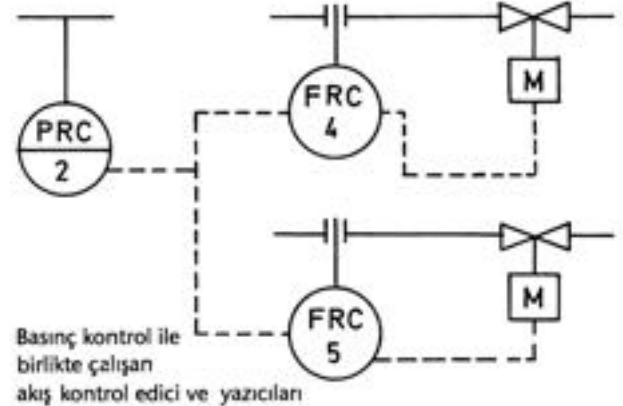 PRC
2
FRC
4
M
FRC
5
M
Basınç kontrol ile
birlikte çalışan
akış kontrol edici ve yazıcıları